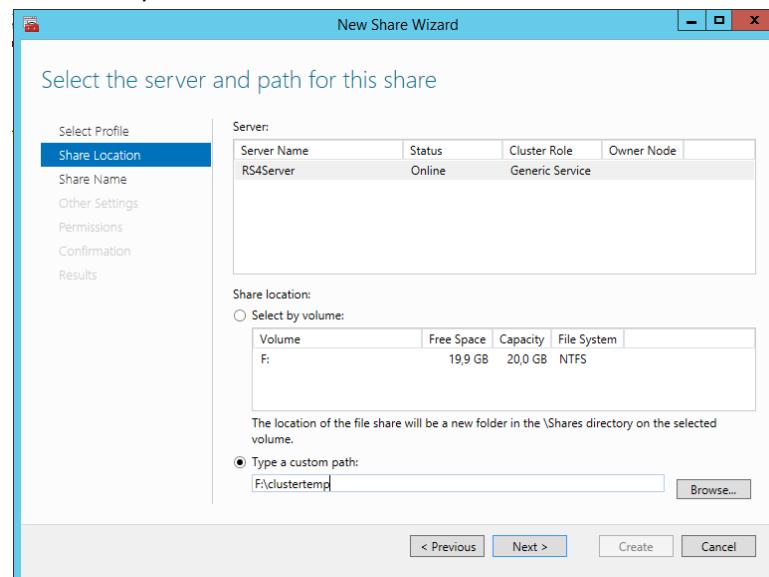 New Share Wizard
Select the server and path for this share
Select Profile
Share Location
Share Name
Other Settings
Permissions
Confirmation
Results
Server:
Server Name Status Cluster Role Owner Node
RS4Server Online Generic Service
Share location:
Select by volume:
Volume Free Space Capacity File System
F: 19,9 GB 20,0 GB NTFS
The location of the file share will be a new folder in the \Shares directory on the selected
volume.
Type a custom path:
F:\clustertemp
Browse...
< Previous Next > Create Cancel